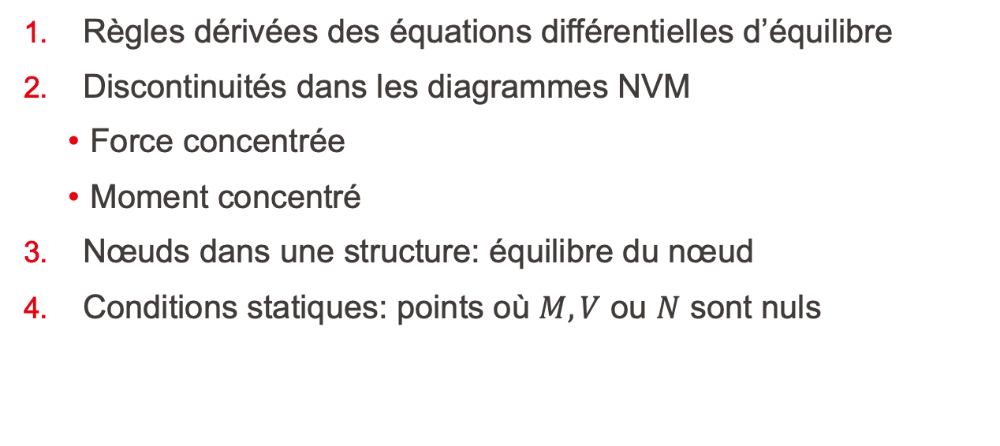 1. Règles dérivées des équations différentielles d’équilibre
2. Discontinuités dans les diagrammes NVM
• Force concentrée
• Moment concentré
3. Nœuds dans une structure: équilibre du nœud
4. Conditions statiques: points où M, V ou N sont nuls